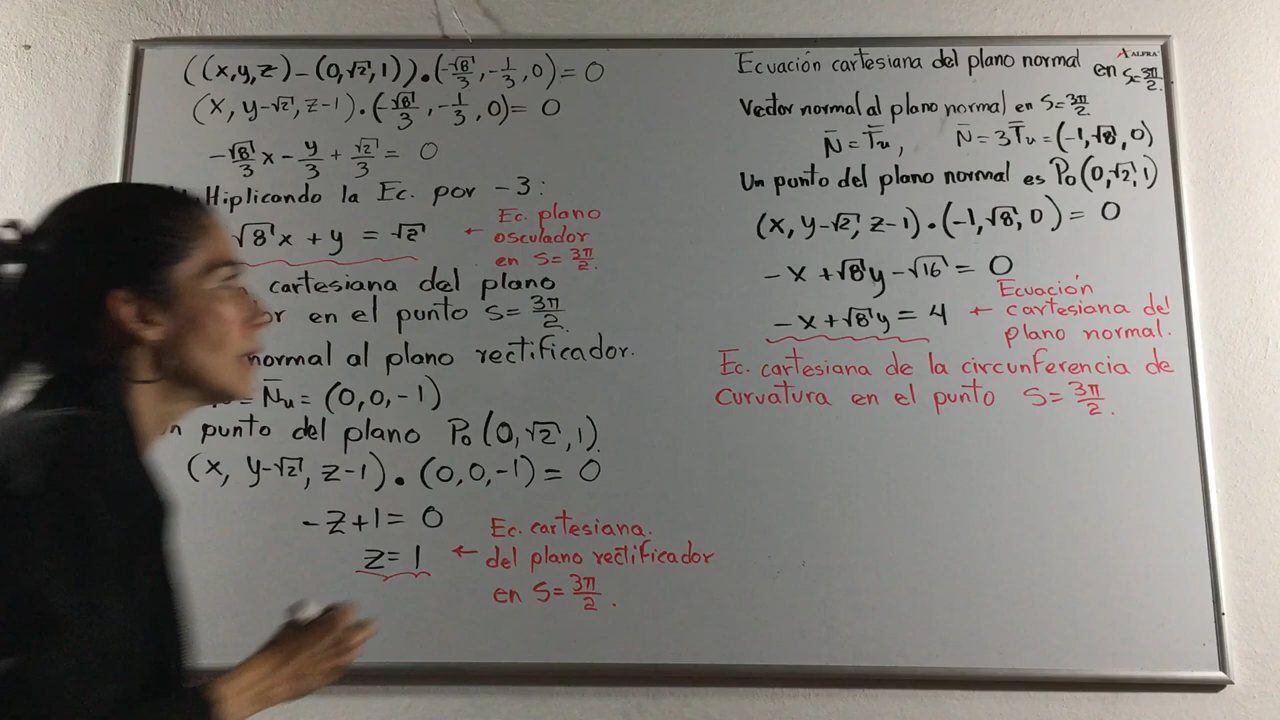 ((x,y,z)-(0,√2,1))·(-√8/3,-1/3,0)=0
(x,y-√2,z-1)·(-√8/3,-1/3,0)=0
-√8/3 x - y/3 + √2/3 = 0
tiplicando la Ec. por -3:
√8 x + y = √2 ← Ec. plano
osculador
en S=3π/2.
cartesiana del plano
or en el punto S=3π/2.
normal al plano rectificador.
= N̄u = (0,0,-1)
n punto del plano Po(0,√2,1).
(x, y-√2, z-1)·(0,0,-1)=0
-z+1=0
z=1 ← Ec. cartesiana.
del plano rectificador
en S=3π/2.
Ecuación cartesiana del plano normal en S=3π/2.
ALFRA
Vector normal al plano normal en S=3π/2.
N̄=T̄u, N̄=3T̄u=(-1,√8,0)
Un punto del plano normal es Po(0,√2,1)
(x,y-√2,z-1)·(-1,√8,0)=0
-x+√8y-√16=0
-x+√8y=4 ← Ecuación
cartesiana del
plano normal.
Ec. cartesiana de la circunferencia de
curvatura en el punto S=3π/2.